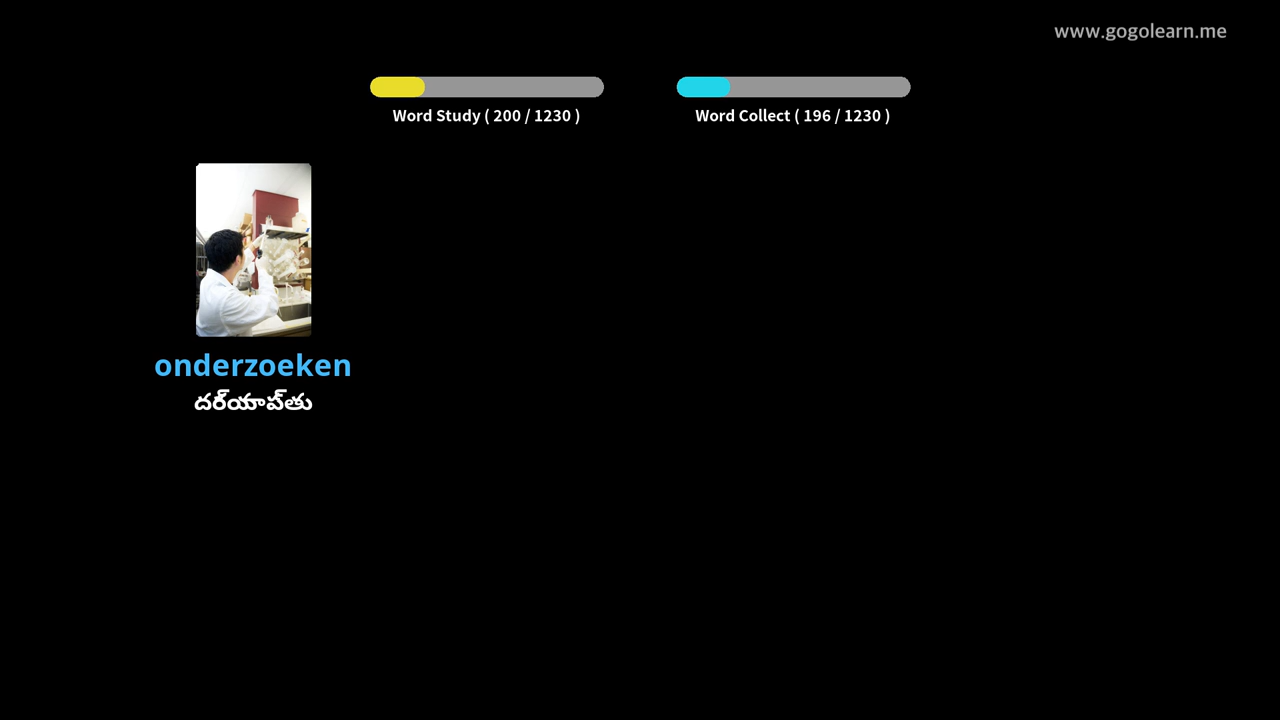 www.gogolearn.me
Word Study ( 200 / 1230 )
Word Collect ( 196 / 1230 )
onderzoeken
దర్యాప్తు